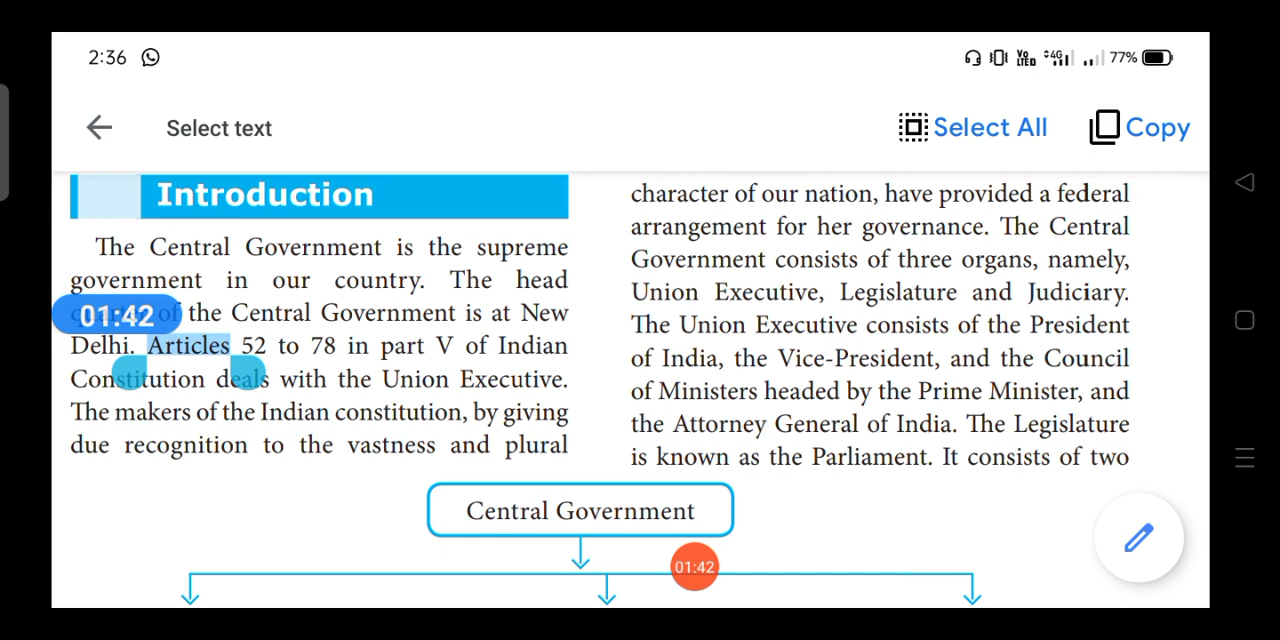 2:36
Vo LTED 4G 77%
Select text
Select All
Copy
Introduction
The Central Government is the supreme
government in our country. The head
01:42 of the Central Government is at New
Delhi. Articles 52 to 78 in part V of Indian
Constitution deals with the Union Executive.
The makers of the Indian constitution, by giving
due recognition to the vastness and plural
character of our nation, have provided a federal
arrangement for her governance. The Central
Government consists of three organs, namely,
Union Executive, Legislature and Judiciary.
The Union Executive consists of the President
of India, the Vice-President, and the Council
of Ministers headed by the Prime Minister, and
the Attorney General of India. The Legislature
is known as the Parliament. It consists of two
Central Government
01:42